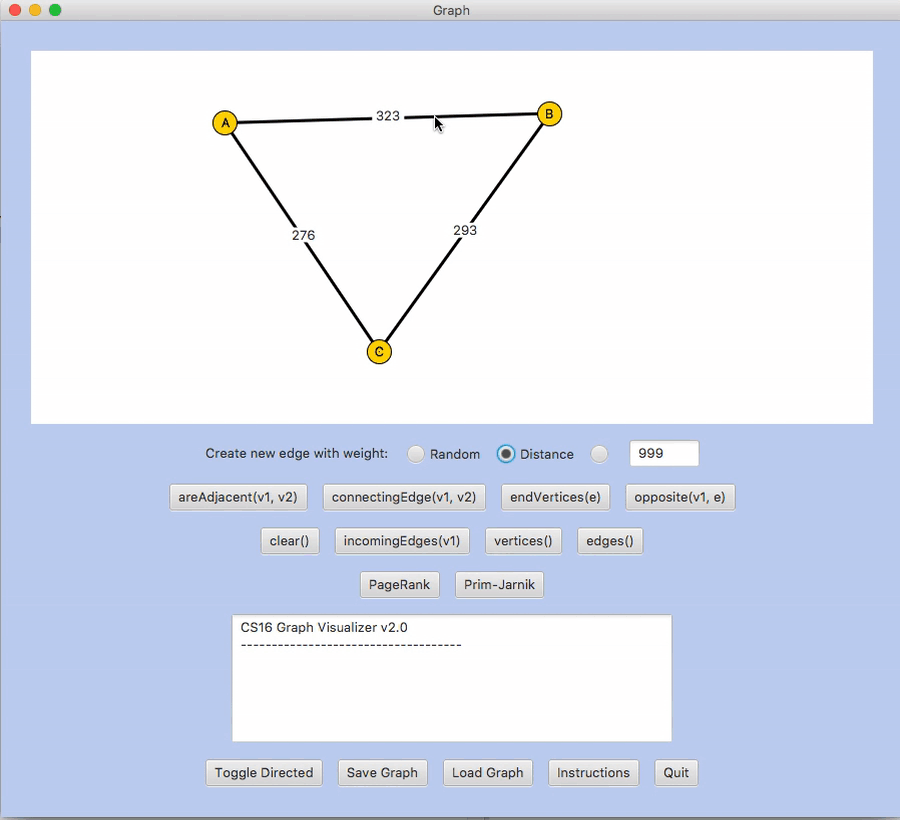 Graph
A
323
B
276
293
C
Create new edge with weight: Random Distance 999
areAdjacent(v1, v2) connectingEdge(v1, v2) endVertices(e) opposite(v1, e)
clear() incomingEdges(v1) vertices() edges()
PageRank Prim-Jarnik
CS16 Graph Visualizer v2.0
------------------------------------
Toggle Directed Save Graph Load Graph Instructions Quit